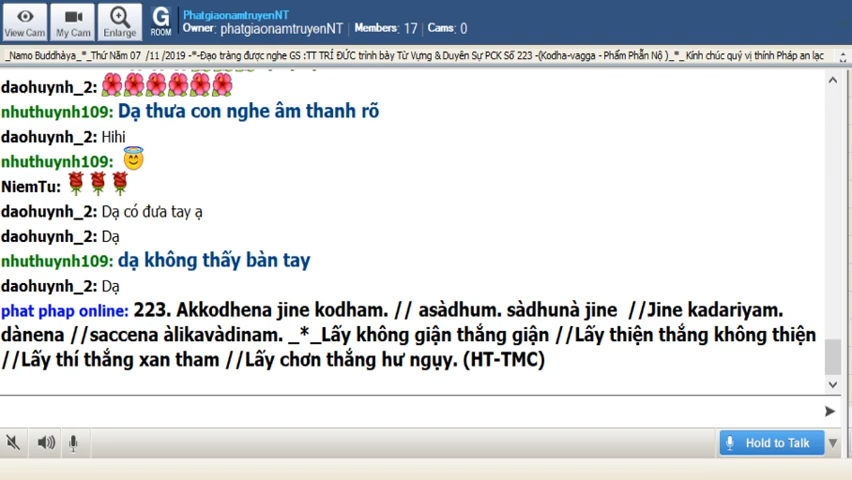 View Cam
My Cam
Enlarge
G
ROOM
PhatgiaonamtruyenNT
Owner: phatgiaonamtruyenNT | Members: 17 | Cams: 0
_Namo Buddhàya_*_Thứ Năm 07 /11 /2019 -*-Đạo tràng được nghe GS :TT TRÍ ĐỨC trình bày Từ Vựng & Duyên Sự PCK Số 223 -(Kodha-vagga - Phẩm Phẫn Nộ )_*_ Kính chúc quý vị thính Pháp an lạc
daohuynh_2:
nhuthuynh109: Dạ thưa con nghe âm thanh rõ
daohuynh_2: Hihi
nhuthuynh109:
NiemTu:
daohuynh_2: Dạ có đưa tay ạ
daohuynh_2: Dạ
nhuthuynh109: dạ không thấy bàn tay
daohuynh_2: Dạ
phat phap online: 223. Akkodhena jine kodham. // asàdhum. sàdhunà jine //Jine kadariyam.
dànena //saccena àlikavàdinam. _*_Lấy không giận thắng giận //Lấy thiện thắng không thiện
//Lấy thí thắng xan tham //Lấy chơn thắng hư ngụy. (HT-TMC)
Hold to Talk